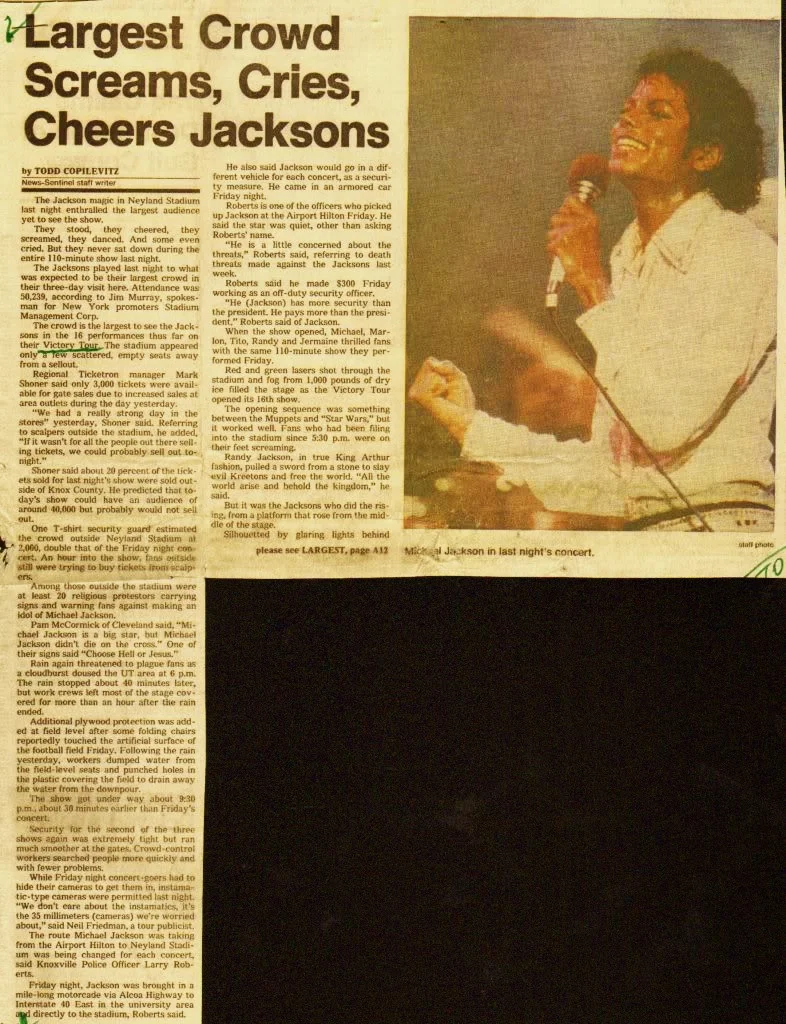 Largest Crowd
Screams, Cries,
Cheers Jacksons
by TODD COPILEVITZ
News-Sentinel staff writer
The Jackson magic in Neyland Stadium
last night enthralled the largest audience
yet to see the show.
They stood, they cheered, they
screamed, they danced. And some even
cried. But they never sat down during the
entire 110-minute show last night.
The Jacksons played last night to what
was expected to be their largest crowd in
their three-day visit here. Attendance was
50,239, according to Jim Murray, spokes-
man for New York promoters Stadium
Management Corp.
The crowd is the largest to see the Jack-
sons in the 16 performances thus far on
their Victory Tour. The stadium appeared
only a few scattered, empty seats away
from a sellout.
Regional Ticketron manager Mark
Shoner said only 3,000 tickets were avail-
able for gate sales due to increased sales at
area outlets during the day yesterday.
"We had a really strong day in the
stores" yesterday, Shoner said. Referring
to scalpers outside the stadium, he added,
"If it wasn't for all the people out there sell-
ing tickets, we could probably sell out to-
night."
Shoner said about 20 percent of the tick-
ets sold for last night's show were sold out-
side of Knox County. He predicted that to-
day's show could have an audience of
around 40,000 but probably would not sell
out.
One T-shirt security guard estimated
the crowd outside Neyland Stadium at
2,000, double that of the Friday night con-
cert. An hour into the show, fans outside
still were trying to buy tickets from scalp-
ers.
Among those outside the stadium were
at least 20 religious protestors carrying
signs and warning fans against making an
idol of Michael Jackson.
Pam McCormick of Cleveland said, "Mi-
chael Jackson is a big star, but Michael
Jackson didn't die on the cross." One of
their signs said "Choose Hell or Jesus."
Rain again threatened to plague fans as
a cloudburst doused the UT area at 6 p.m.
The rain stopped about 40 minutes later,
but work crews left most of the stage cov-
ered for more than an hour after the rain
ended.
Additional plywood protection was add-
ed at field level after some folding chairs
reportedly touched the artificial surface of
the football field Friday. Following the rain
yesterday, workers dumped water from
the field-level seats and punched holes in
the plastic covering the field to drain away
the water from the downpour.
The show got under way about 9:30
p.m., about 30 minutes earlier than Friday's
concert.
Security for the second of the three
shows again was extremely tight but ran
much smoother at the gates. Crowd-control
workers searched people more quickly and
with fewer problems.
While Friday night concert-goers had to
hide their cameras to get them in, instama-
tic-type cameras were permitted last night.
"We don't care about the instamatics, it's
the 35 millimeters (cameras) we're worried
about," said Neil Friedman, a tour publicist.
The route Michael Jackson was taking
from the Airport Hilton to Neyland Stadi-
um was being changed for each concert,
said Knoxville Police Officer Larry Rob-
erts.
Friday night, Jackson was brought in a
mile-long motorcade via Alcoa Highway to
Interstate 40 East in the university area
and directly to the stadium, Roberts said.
He also said Jackson would go in a dif-
ferent vehicle for each concert, as a securi-
ty measure. He came in an armored car
Friday night.
Roberts is one of the officers who picked
up Jackson at the Airport Hilton Friday. He
said the star was quiet, other than asking
Roberts' name.
"He is a little concerned about the
threats," Roberts said, referring to death
threats made against the Jacksons last
week.
Roberts said he made $300 Friday
working as an off-duty security officer.
"He (Jackson) has more security than
the president. He pays more than the presi-
dent," Roberts said of Jackson.
When the show opened, Michael, Mar-
lon, Tito, Randy and Jermaine thrilled fans
with the same 110-minute show they per-
formed Friday.
Red and green lasers shot through the
stadium and fog from 1,000 pounds of dry
ice filled the stage as the Victory Tour
opened its 16th show.
The opening sequence was something
between the Muppets and "Star Wars," but
it worked well. Fans who had been filing
into the stadium since 5:30 p.m. were on
their feet screaming.
Randy Jackson, in true King Arthur
fashion, pulled a sword from a stone to slay
evil Kreetons and free the world. "All the
world arise and behold the kingdom," he
said.
But it was the Jacksons who did the ris-
ing, from a platform that rose from the mid-
dle of the stage.
Silhouetted by glaring lights behind
please see LARGEST, page A12
staff photo
Michael Jackson in last night's concert.
TO